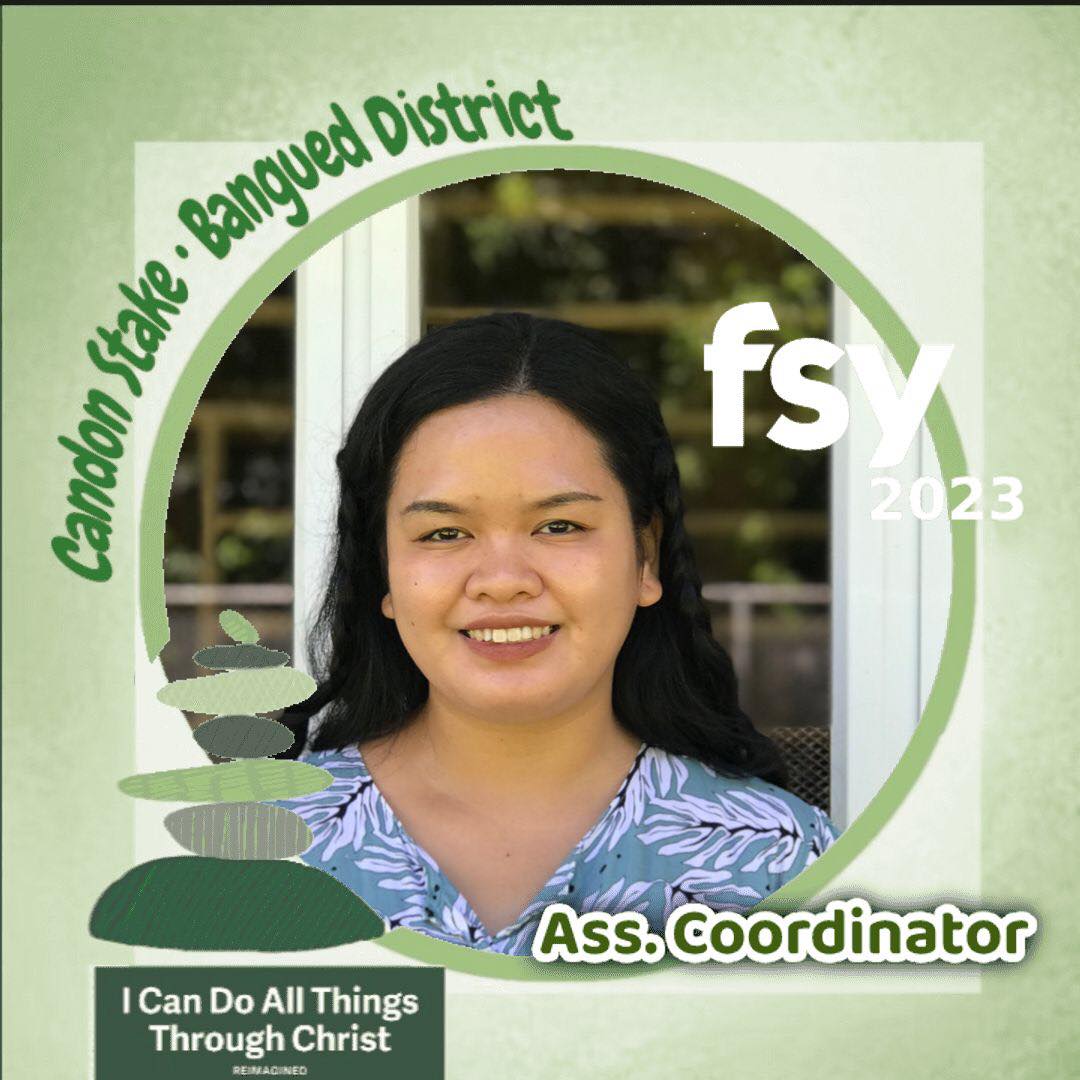 Candon Stake · Bangued District
fsy
2023
Ass. Coordinator
I Can Do All Things
Through Christ
REIMAGINED